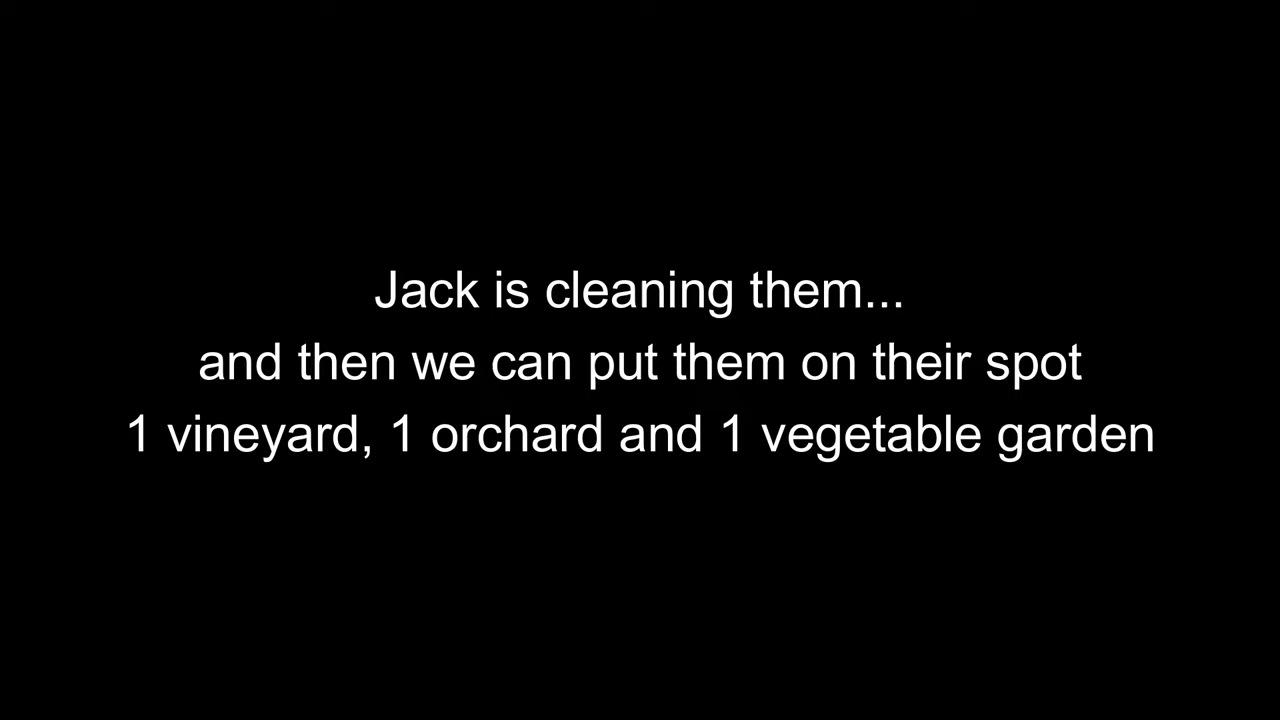 Jack is cleaning them...
and then we can put them on their spot
1 vineyard, 1 orchard and 1 vegetable garden